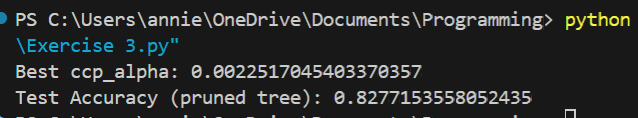 PS C:\Users\annie\OneDrive\Documents\Programming> python
\Exercise 3.py"
Best ccp_alpha: 0.0022517045403370357
Test Accuracy (pruned tree): 0.8277153558052435